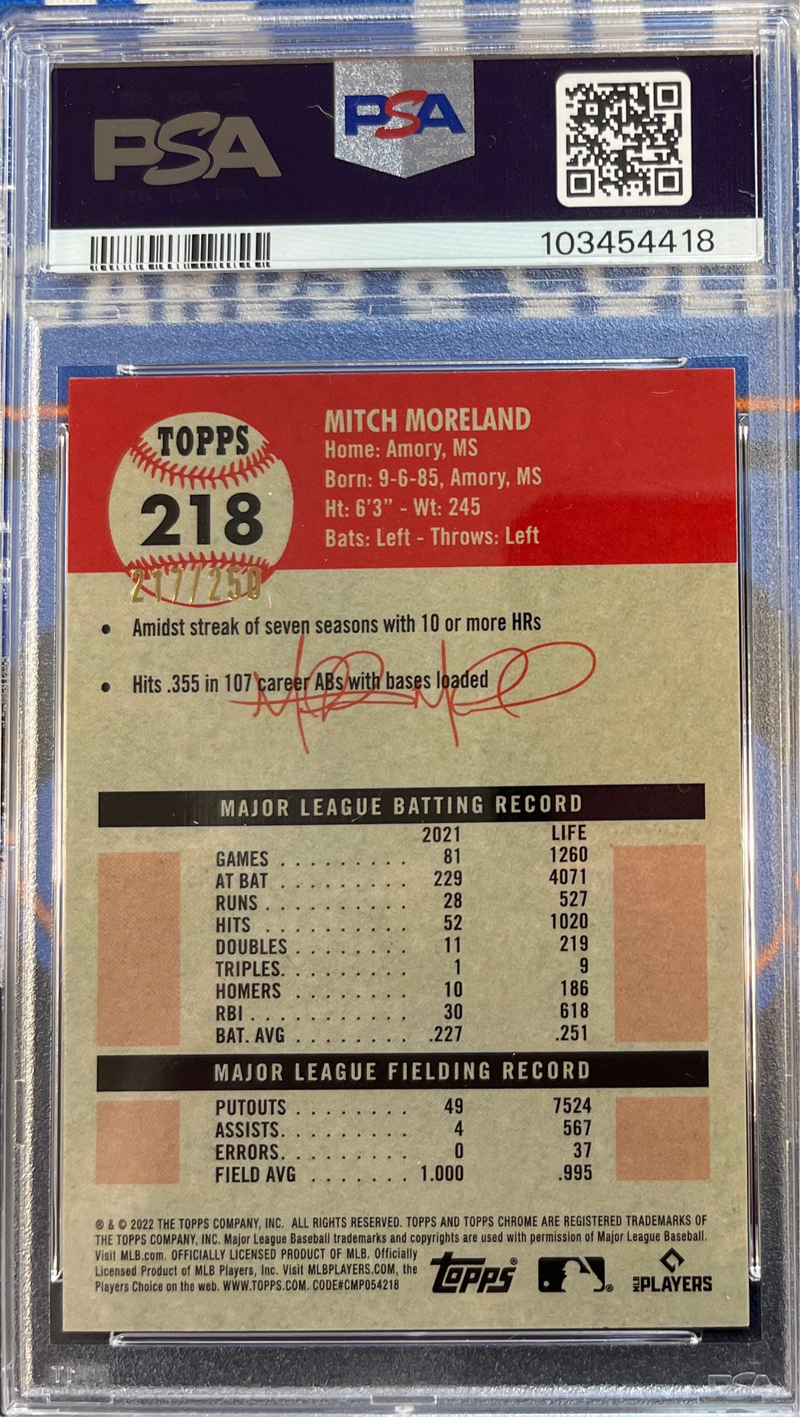 PSA
PSA
103454418
TOPPS
218
217/250
MITCH MORELAND
Home: Amory, MS
Born: 9-6-85, Amory, MS
Ht: 6'3" - Wt: 245
Bats: Left - Throws: Left
• Amidst streak of seven seasons with 10 or more HRs
• Hits .355 in 107 career ABs with bases loaded
MAJOR LEAGUE BATTING RECORD
2021 LIFE
GAMES . . . . . . . . . . 81 1260
AT BAT . . . . . . . . . . 229 4071
RUNS . . . . . . . . . . . 28 527
HITS . . . . . . . . . . . 52 1020
DOUBLES . . . . . . . . . 11 219
TRIPLES. . . . . . . . . . 1 9
HOMERS . . . . . . . . . 10 186
RBI . . . . . . . . . . . . 30 618
BAT. AVG . . . . . . . . .227 .251
MAJOR LEAGUE FIELDING RECORD
PUTOUTS . . . . . . . . . 49 7524
ASSISTS. . . . . . . . . . 4 567
ERRORS. . . . . . . . . . 0 37
FIELD AVG . . . . . . . 1.000 .995
® & © 2022 THE TOPPS COMPANY, INC. ALL RIGHTS RESERVED. TOPPS AND TOPPS CHROME ARE REGISTERED TRADEMARKS OF
THE TOPPS COMPANY, INC. Major League Baseball trademarks and copyrights are used with permission of Major League Baseball.
Visit MLB.com. OFFICIALLY LICENSED PRODUCT OF MLB. Officially
Licensed Product of MLB Players, Inc. Visit MLBPLAYERS.COM, the
Players Choice on the web. WWW.TOPPS.COM. CODE#CMP054218
topps®
MLB PLAYERS
PSA